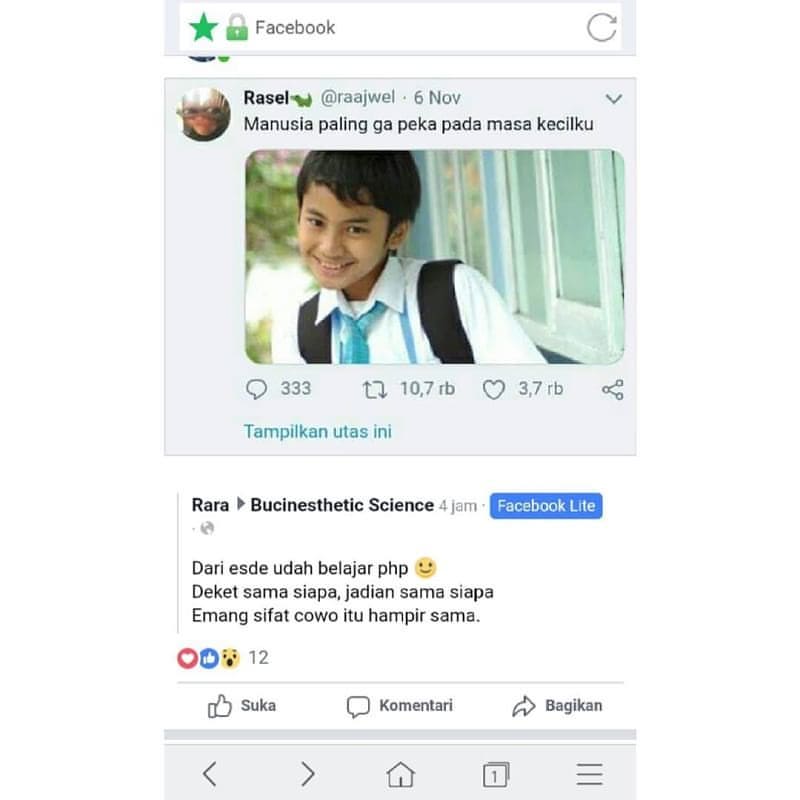 Facebook
Rasel @raajwel · 6 Nov
Manusia paling ga peka pada masa kecilku
333 10,7 rb 3,7 rb
Tampilkan utas ini
Rara Bucinesthetic Science 4 jam · Facebook Lite
Dari esde udah belajar php
Deket sama siapa, jadian sama siapa
Emang sifat cowo itu hampir sama.
12
Suka Komentari Bagikan
1